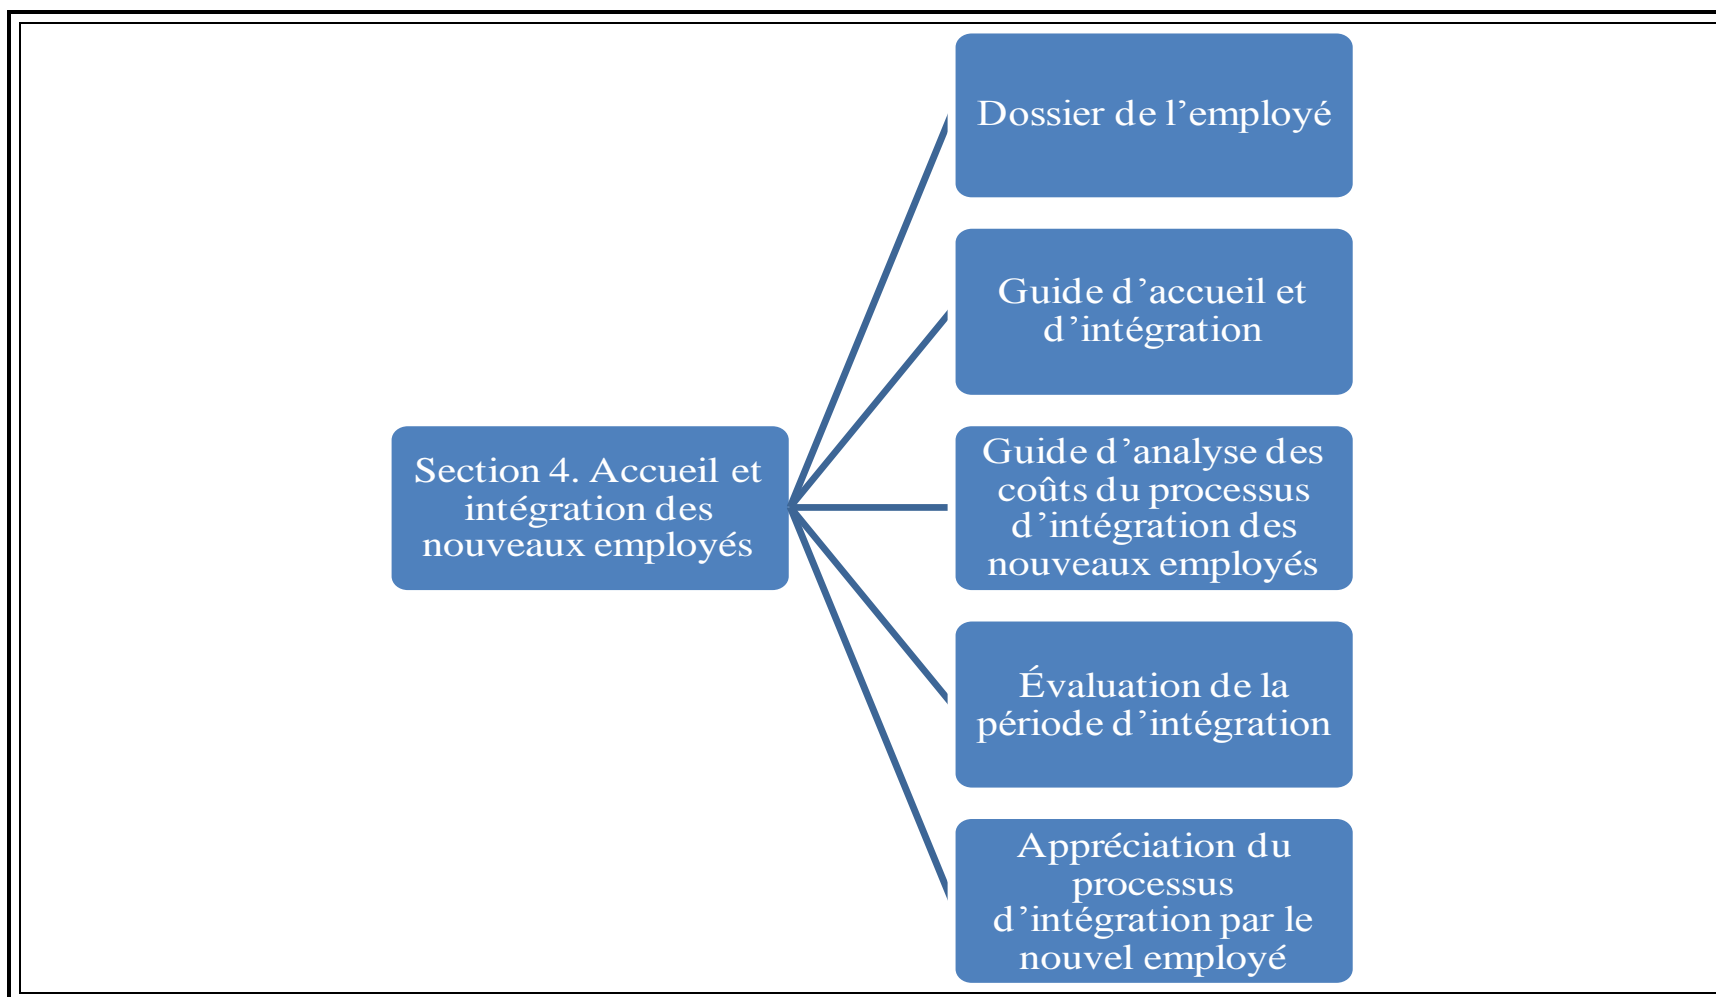 Dossier de l’employé
Guide d’accueil et
d’intégration
Section 4. Accueil et
intégration des
nouveaux employés
Guide d’analyse des
coûts du processus
d’intégration des
nouveaux employés
Évaluation de la
période d’intégration
Appréciation du
processus
d’intégration par le
nouvel employé